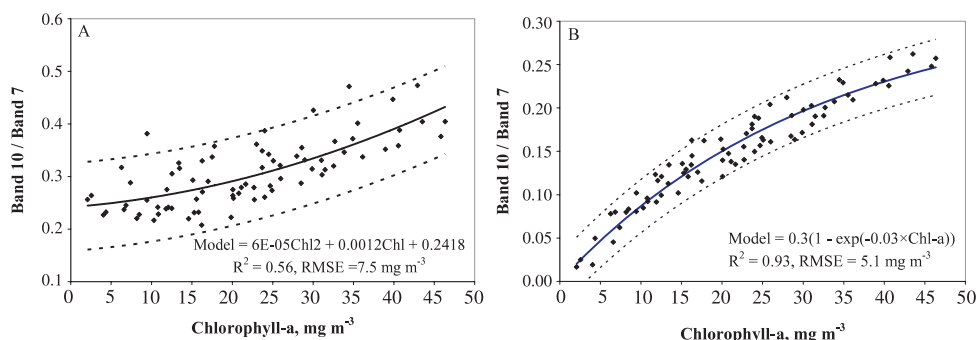 A
0.6
0.5
0.4
0.3
0.2
0.1
Band 10 / Band 7
Model = 6E-05Chl2 + 0.0012Chl + 0.2418
R² = 0.56, RMSE =7.5 mg m⁻³
0 5 10 15 20 25 30 35 40 45 50
Chlorophyll-a, mg m⁻³
B
0.30
0.25
0.20
0.15
0.10
0.05
0.00
Band 10 / Band 7
Model = 0.3(1 - exp(-0.03×Chl-a))
R² = 0.93, RMSE = 5.1 mg m⁻³
0 5 10 15 20 25 30 35 40 45 50
Chlorophyll-a, mg m⁻³